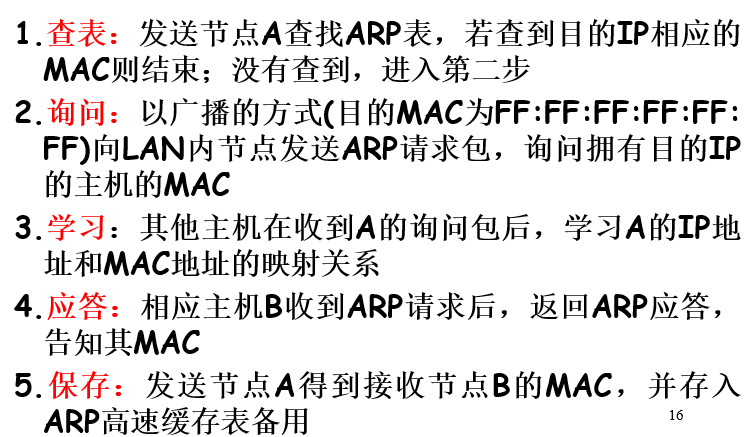 1.查表：发送节点A查找ARP表，若查到目的IP相应的
MAC则结束；没有查到，进入第二步
2.询问：以广播的方式(目的MAC为FF:FF:FF:FF:FF:
FF)向LAN内节点发送ARP请求包，询问拥有目的IP
的主机的MAC
3.学习：其他主机在收到A的询问包后，学习A的IP地
址和MAC地址的映射关系
4.应答：相应主机B收到ARP请求后，返回ARP应答，
告知其MAC
5.保存：发送节点A得到接收节点B的MAC，并存入
ARP高速缓存表备用
16